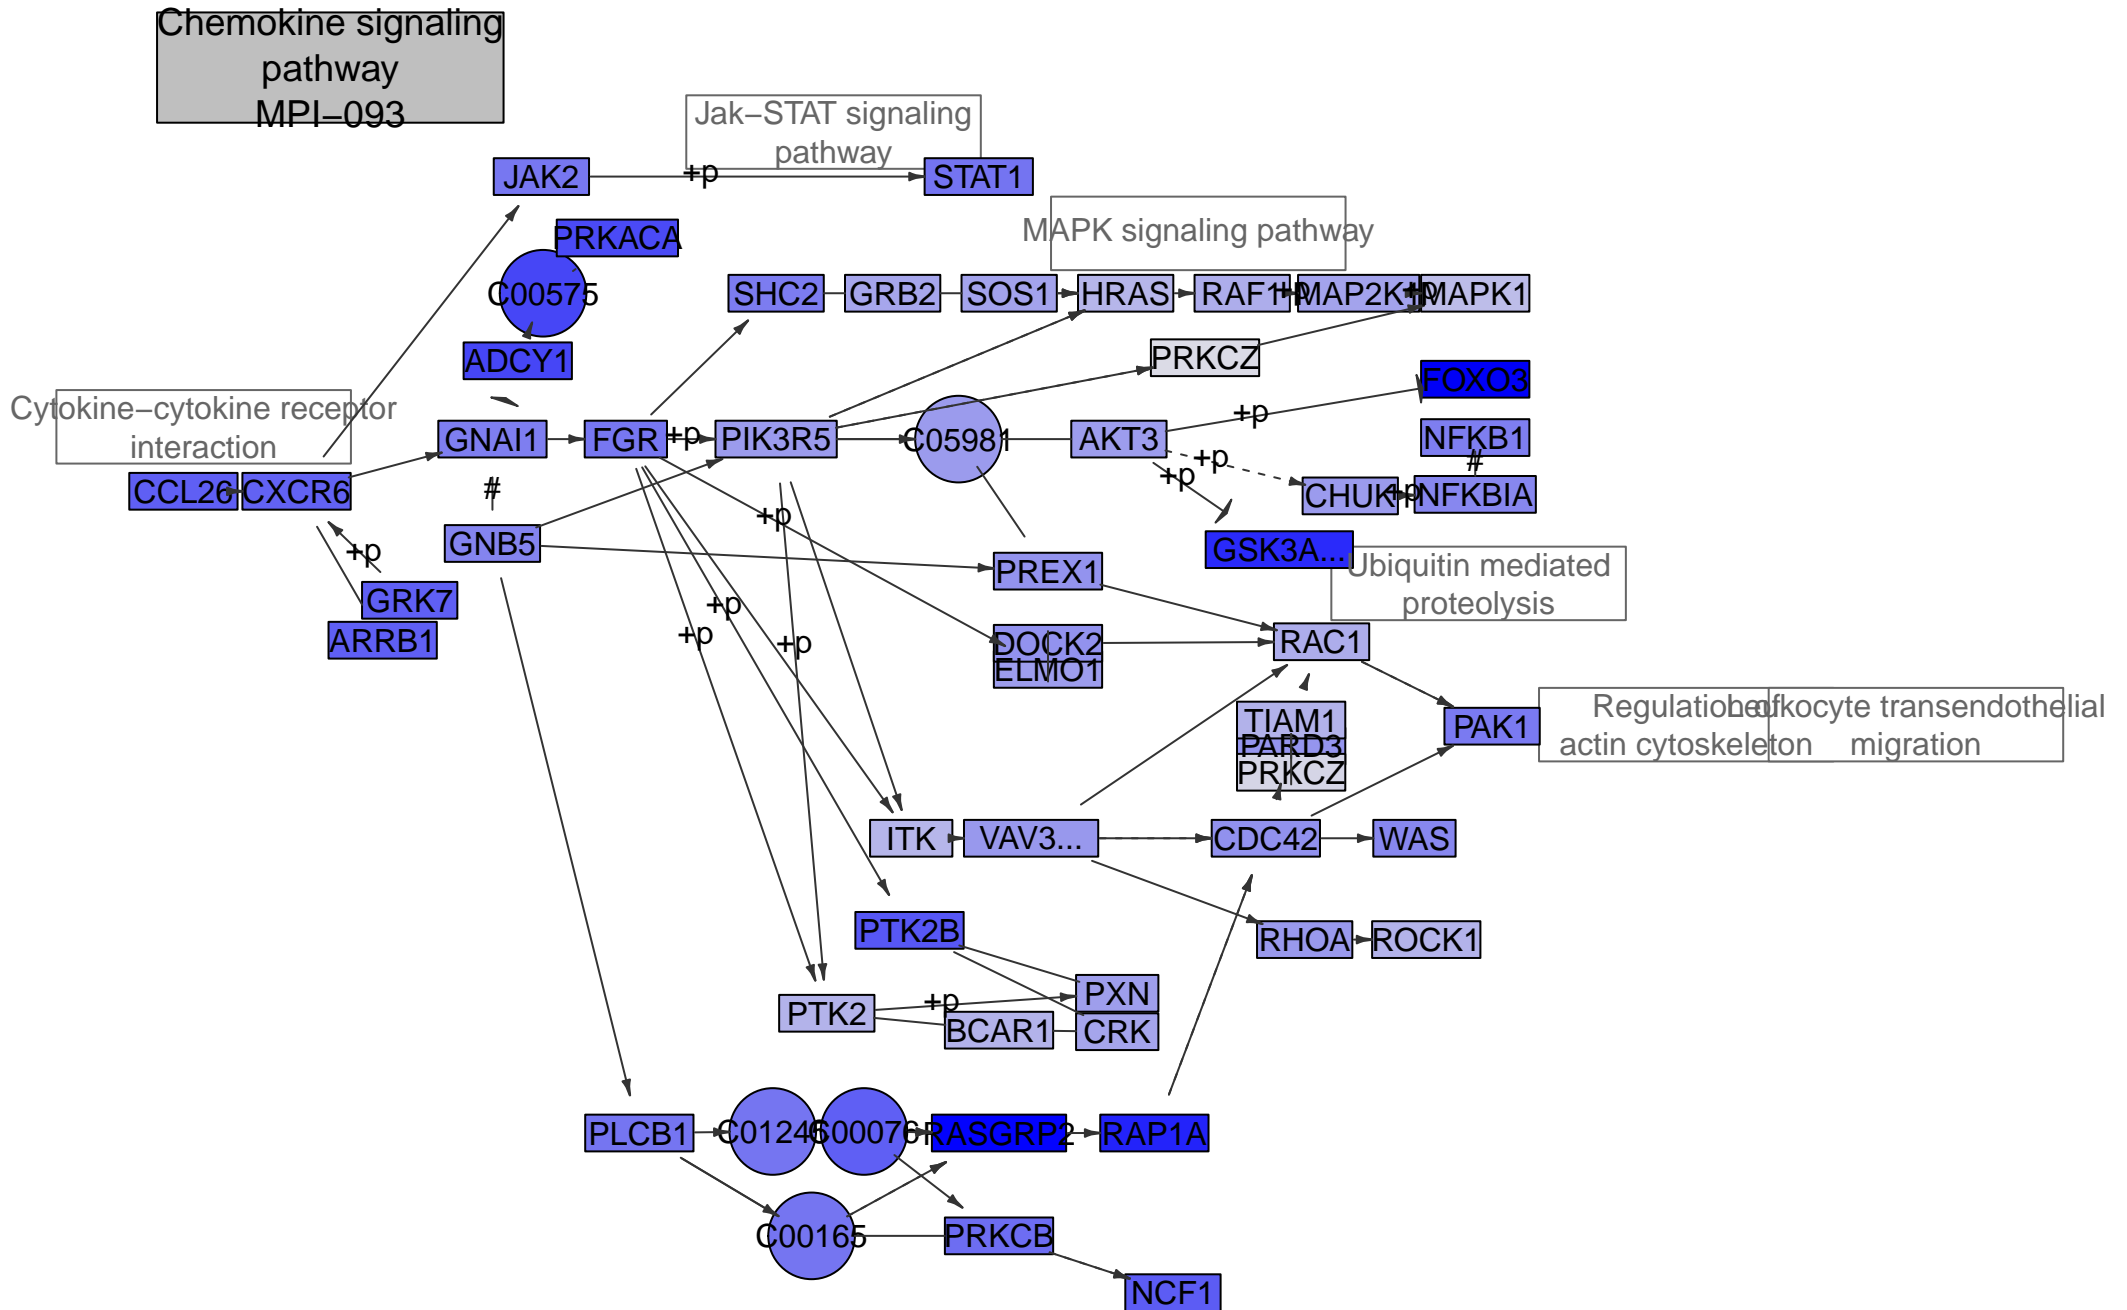 Chemokine signaling
pathway
MPI−093
Jak−STAT signaling
pathway
JAK2
+p
STAT1
PRKACA
MAPK signaling pathway
C00575
SHC2
GRB2
SOS1
HRAS
RAF1
+p
MAP2K1
+p
MAPK1
ADCY1
PRKCZ
FOXO3
Cytokine−cytokine receptor
interaction
GNAI1
FGR
+p
PIK3R5
C05981
AKT3
+p
+p
+p
NFKB1
#
CCL26
CXCR6
#
CHUK
+p
NFKBIA
+p
+p
GNB5
GSK3A...
Ubiquitin mediated
proteolysis
PREX1
GRK7
ARRB1
+p
+p
+p
DOCK2
ELMO1
RAC1
TIAM1
PARD3
PRKCZ
PAK1
Regulation of
actin cytoskeleton
Leukocyte transendothelial
migration
ITK
VAV3...
CDC42
WAS
PTK2B
RHOA
ROCK1
PTK2
+p
PXN
BCAR1
CRK
PLCB1
C01245
C00076
RASGRP2
RAP1A
C00165
PRKCB
NCF1